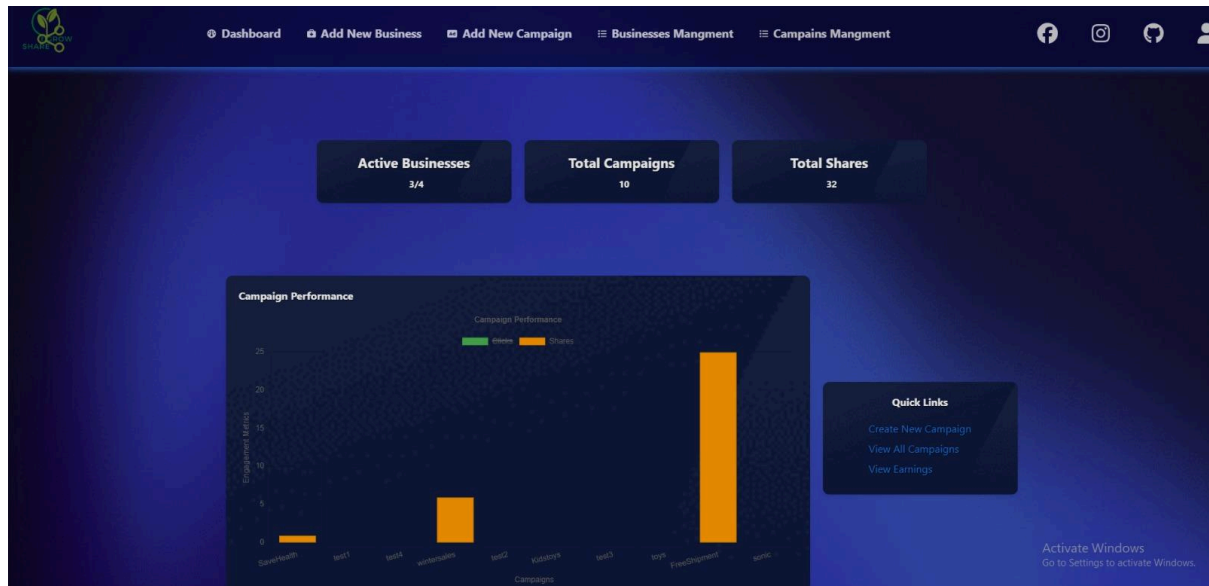 SHARE GROW
Dashboard Add New Business Add New Campaign Businesses Mangment Campains Mangment
Active Businesses
3/4
Total Campaigns
10
Total Shares
32
Campaign Performance
Campaign Performance
Clicks Shares
25
20
15
10
5
0
Engagement Metrics
SaveHealth test1 test4 wintersales test2 Kidstoys test3 toys FreeShipment sonic
Campaigns
Quick Links
Create New Campaign
View All Campaigns
View Earnings
Activate Windows
Go to Settings to activate Windows.